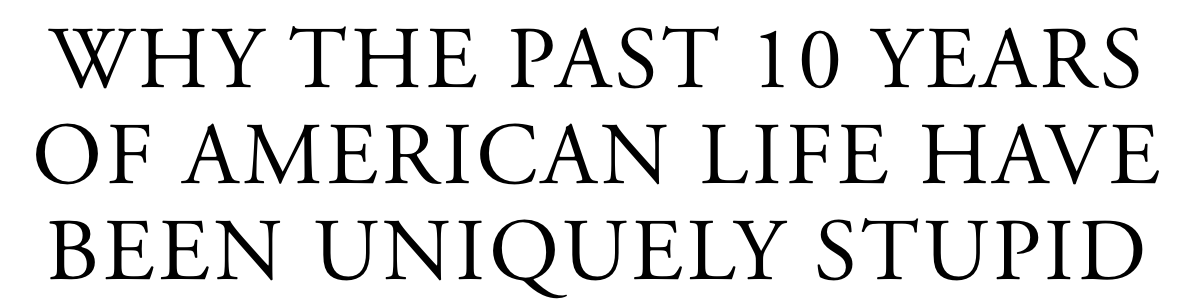 WHY THE PAST 10 YEARS
OF AMERICAN LIFE HAVE
BEEN UNIQUELY STUPID